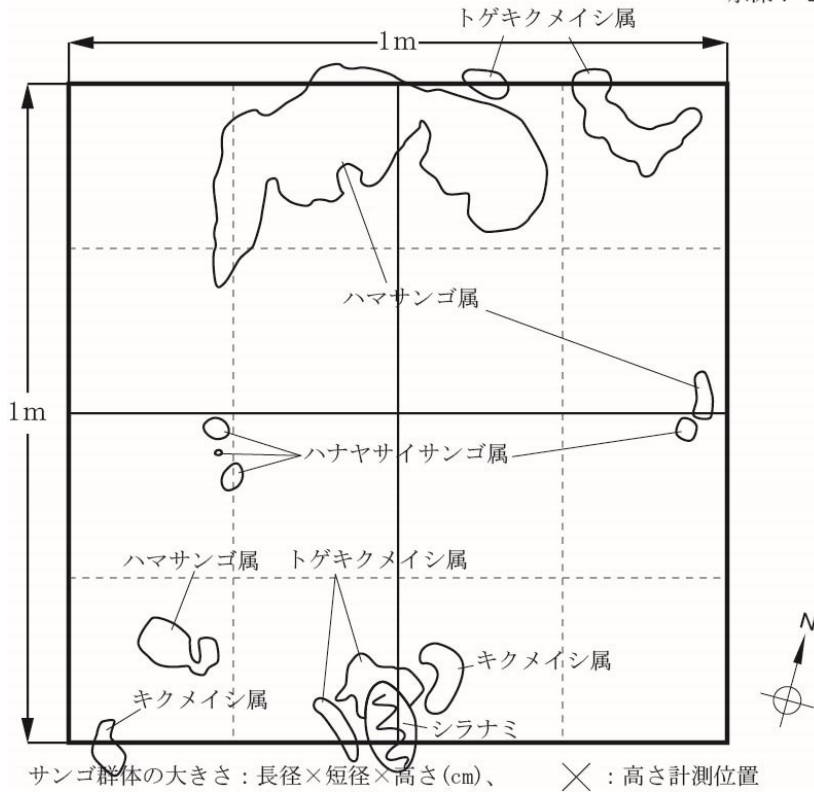 トゲキクメイシ属
1m
1m
ハマサンゴ属
ハナヤサイサンゴ属
ハマサンゴ属
トゲキクメイシ属
キクメイシ属
キクメイシ属
シラナミ
N
サンゴ群体の大きさ:長径×短径×高さ(cm)、 ╳:高さ計測位置